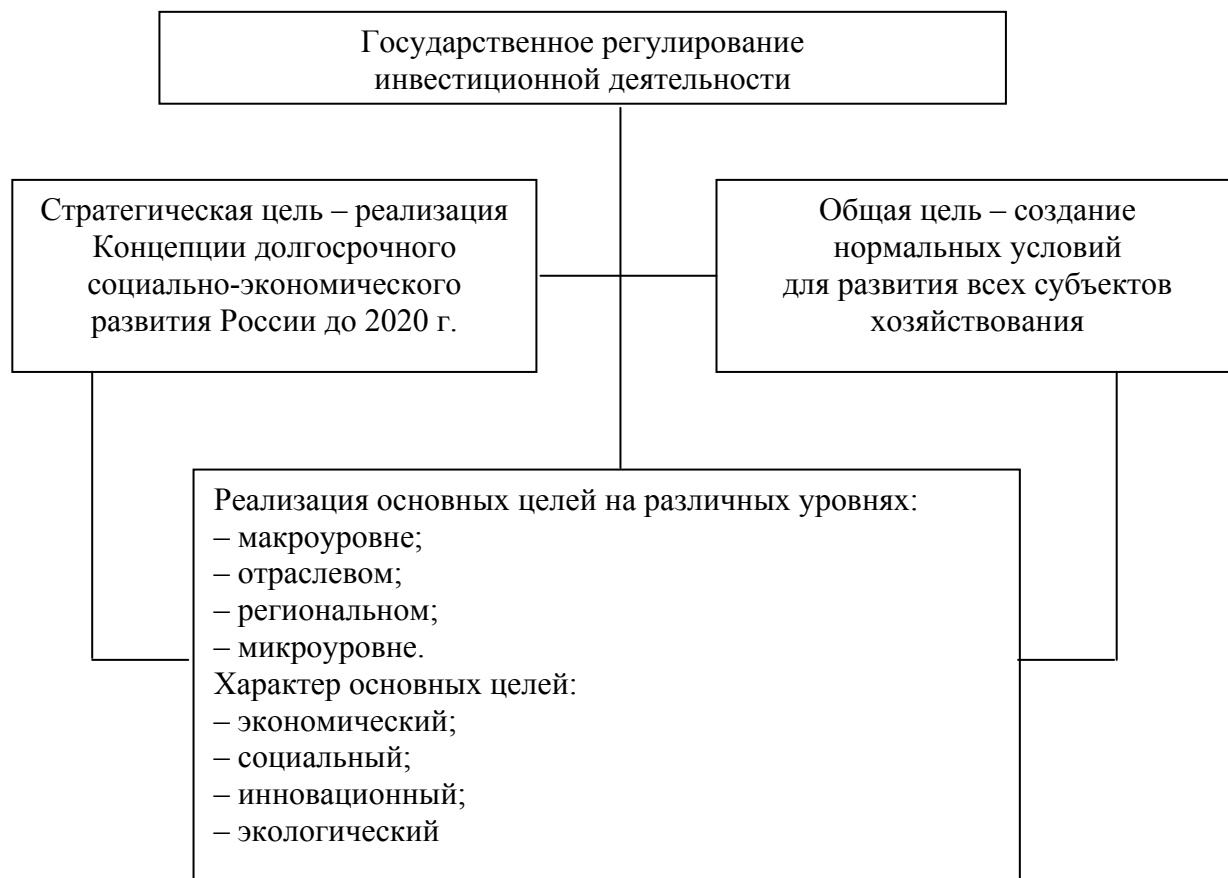 Государственное регулирование
инвестиционной деятельности
Стратегическая цель – реализация
Концепции долгосрочного
социально-экономического
развития России до 2020 г.
Общая цель – создание
нормальных условий
для развития всех субъектов
хозяйствования
Реализация основных целей на различных уровнях:
– макроуровне;
– отраслевом;
– региональном;
– микроуровне.
Характер основных целей:
– экономический;
– социальный;
– инновационный;
– экологический